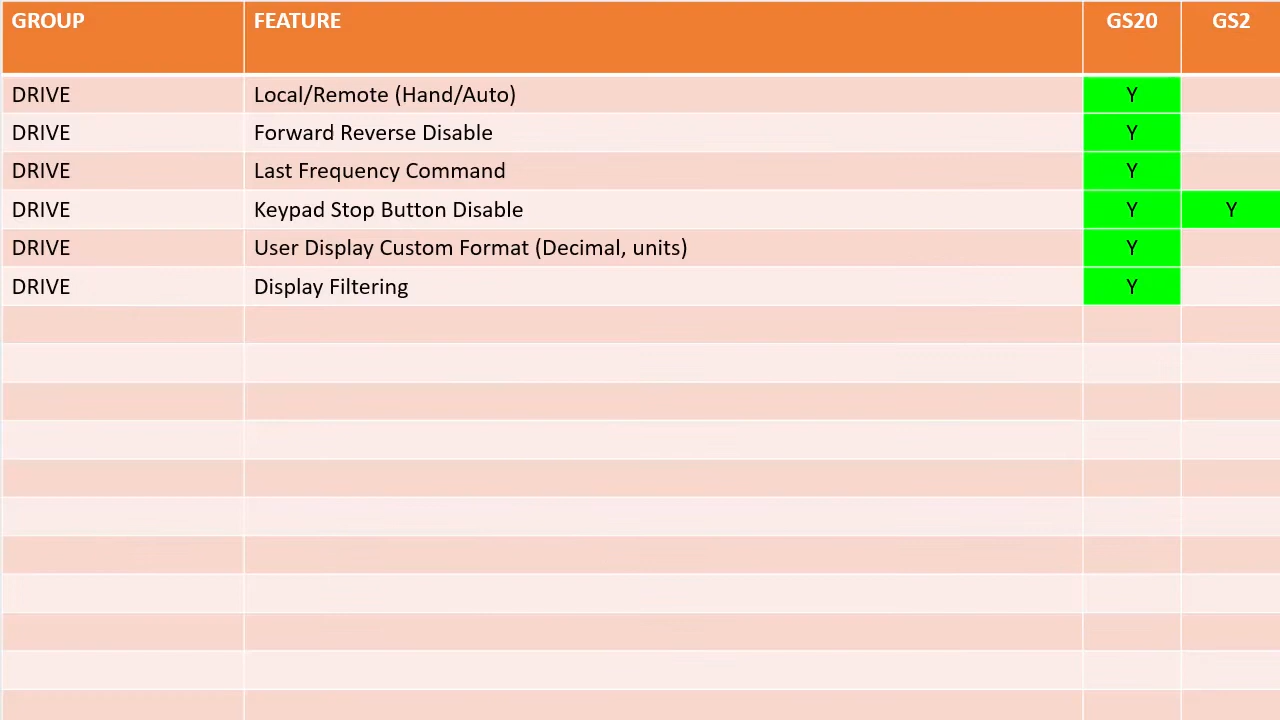 GROUP FEATURE GS20 GS2
DRIVE Local/Remote (Hand/Auto) Y
DRIVE Forward Reverse Disable Y
DRIVE Last Frequency Command Y
DRIVE Keypad Stop Button Disable Y Y
DRIVE User Display Custom Format (Decimal, units) Y
DRIVE Display Filtering Y